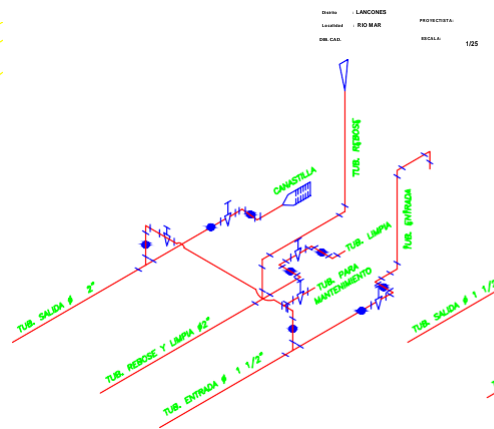 Distrito : LANCONES
Localidad : RIO MAR
PROYECTISTA:
DIB. CAD.
ESCALA:
1/25
TUB. REBOSE
CANASTILLA
TUB. ENTRADA
TUB. LIMPIA
TUB. PARA
MANTENIMIENTO
TUB. SALIDA Ø 2"
TUB. REBOSE Y LIMPIA Ø2"
TUB. ENTRADA Ø 1 1/2"
TUB. SALIDA Ø 1 1/2